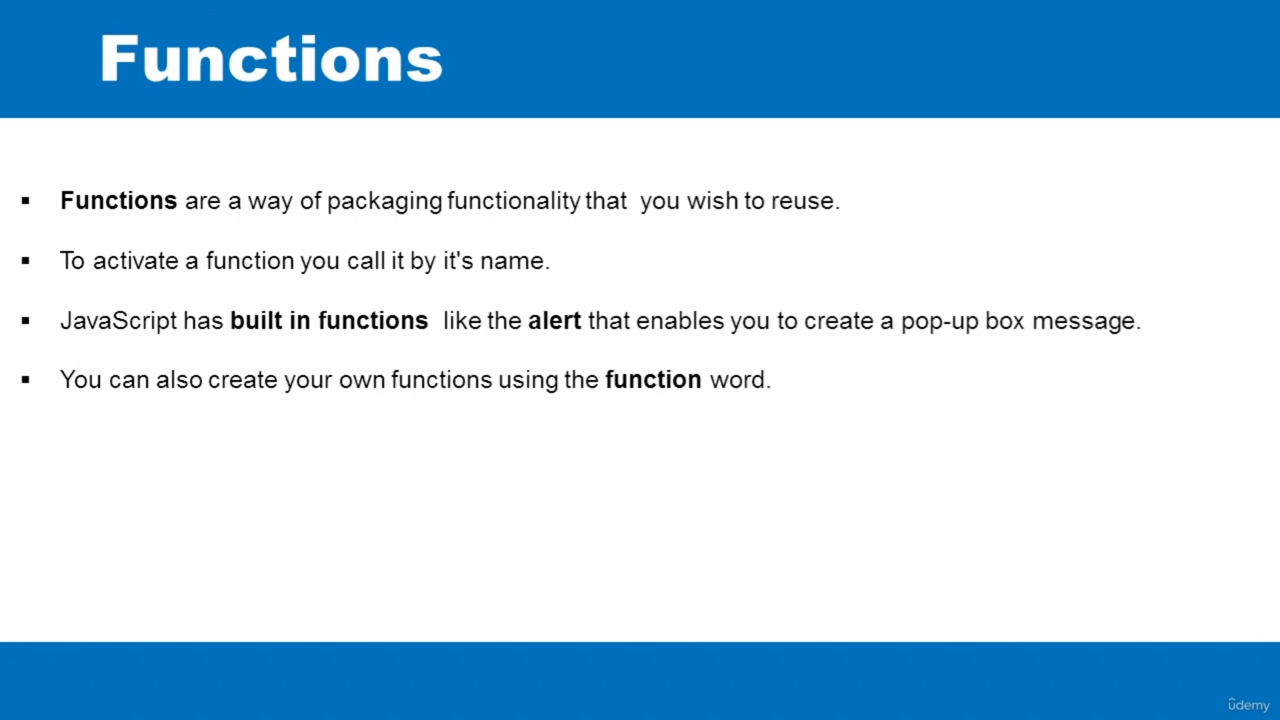 Functions
▪ Functions are a way of packaging functionality that you wish to reuse.
▪ To activate a function you call it by it's name.
▪ JavaScript has built in functions like the alert that enables you to create a pop-up box message.
▪ You can also create your own functions using the function word.
ûdemy